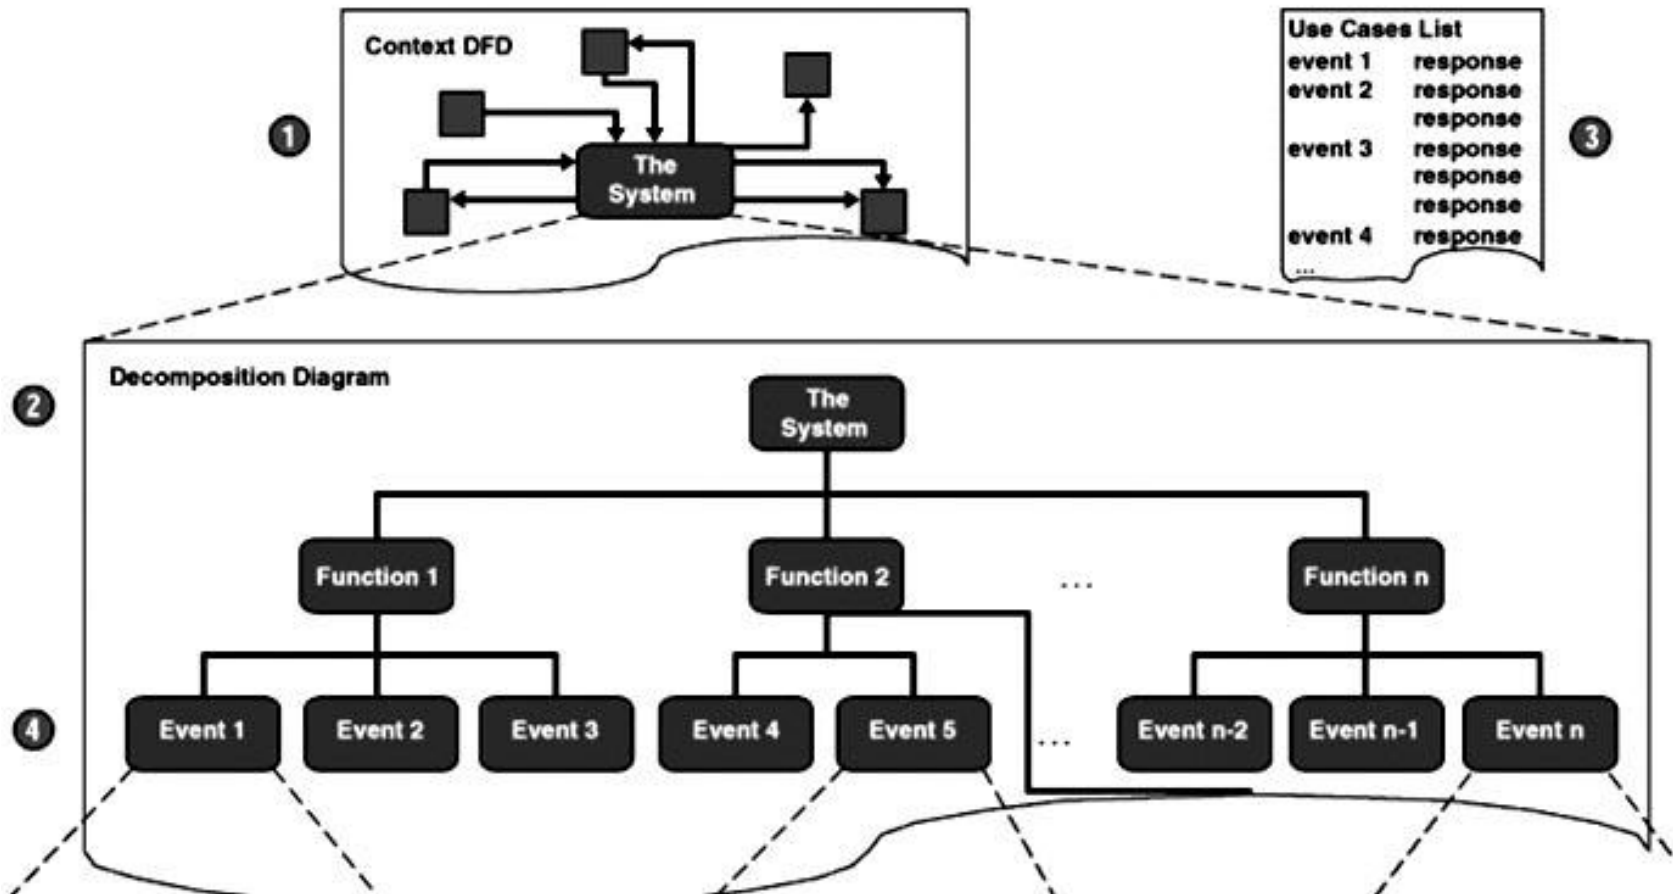 Context DFD
The
System
1
Use Cases List
event 1 response
event 2 response
response
event 3 response
response
response
event 4 response
...
3
2
Decomposition Diagram
The
System
Function 1
Function 2
...
Function n
4
Event 1
Event 2
Event 3
Event 4
Event 5
...
Event n-2
Event n-1
Event n